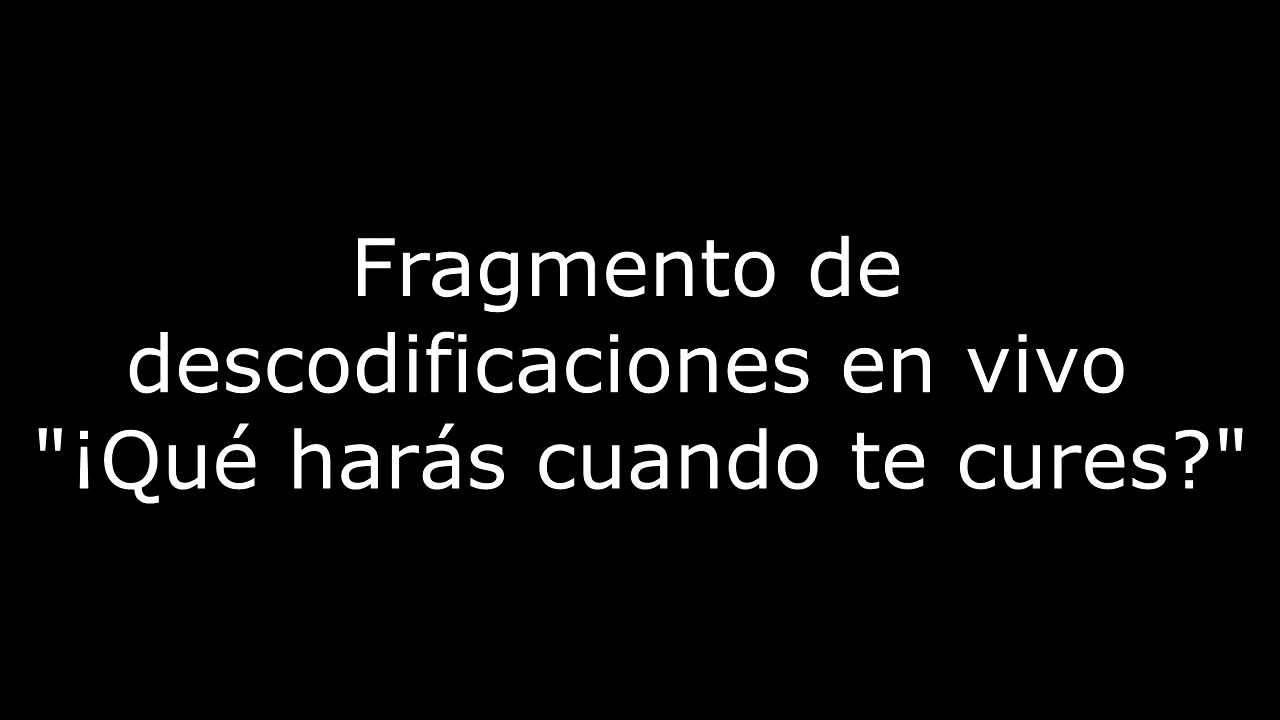 Fragmento de
descodificaciones en vivo
"¡Qué harás cuando te cures?"